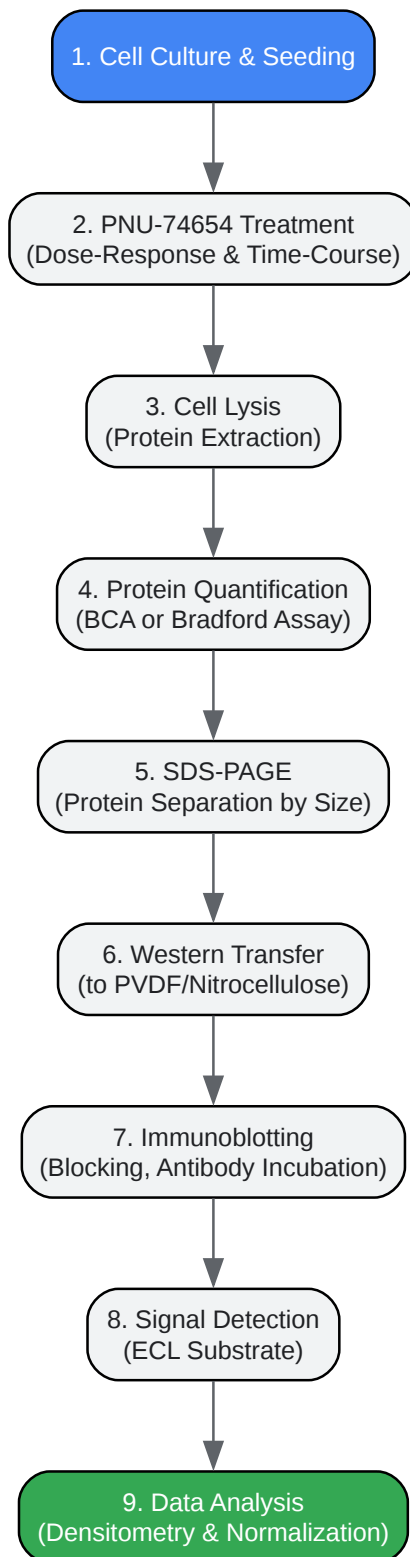 1. Cell Culture & Seeding
2. PNU-74654 Treatment
(Dose-Response & Time-Course)
3. Cell Lysis
(Protein Extraction)
4. Protein Quantification
(BCA or Bradford Assay)
5. SDS-PAGE
(Protein Separation by Size)
6. Western Transfer
(to PVDF/Nitrocellulose)
7. Immunoblotting
(Blocking, Antibody Incubation)
8. Signal Detection
(ECL Substrate)
9. Data Analysis
(Densitometry & Normalization)